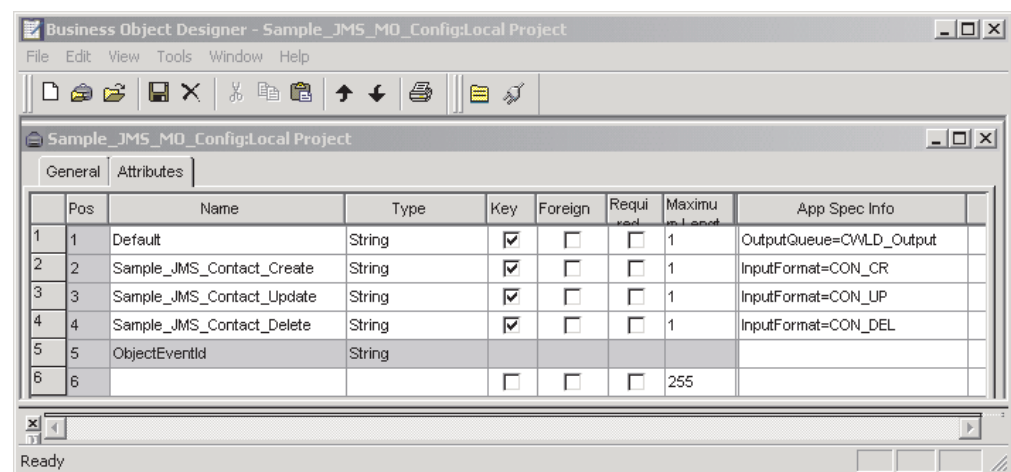 Business Object Designer - Sample_JMS_MO_Config:Local Project
File Edit View Tools Window Help
Sample_JMS_MO_Config:Local Project
General Attributes
Pos Name Type Key Foreign Requi Maximu App Spec Info
red m Lengt
1 1 Default String 1 OutputQueue=CWLD_Output
2 2 Sample_JMS_Contact_Create String 1 InputFormat=CON_CR
3 3 Sample_JMS_Contact_Update String 1 InputFormat=CON_UP
4 4 Sample_JMS_Contact_Delete String 1 InputFormat=CON_DEL
5 5 ObjectEventId String
6 6 255
Ready